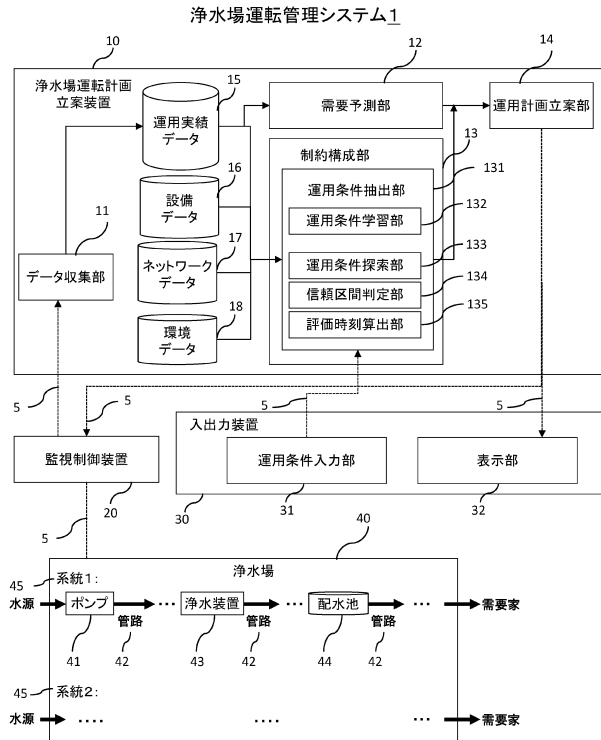 浄水場運転管理システム1
10
12
14
浄水場運転計画
立案装置
15
運用実績
データ
需要予測部
運用計画立案部
13
制約構成部
131
運用条件抽出部
16
設備
データ
132
運用条件学習部
11
データ収集部
17
ネットワーク
データ
133
運用条件探索部
134
信頼区間判定部
18
環境
データ
135
評価時刻算出部
5
5
5
5
入出力装置
監視制御装置
20
運用条件入力部
31
表示部
32
30
5
40
浄水場
45
系統1:
水源
ポンプ
41
管路
42
・・・
浄水装置
43
管路
42
・・・
配水池
44
管路
42
・・・
需要家
45
系統2:
水源
・・・・
・・・・
・・・
需要家